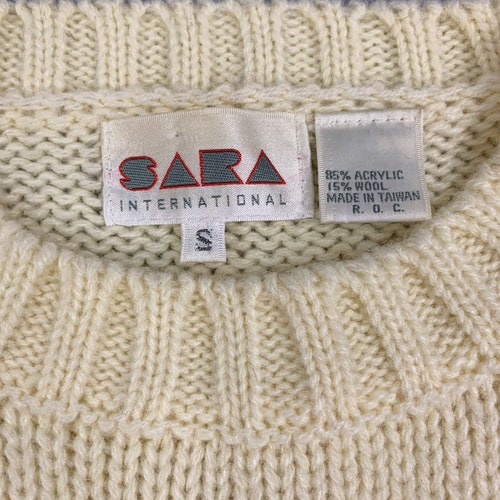 SARA
INTERNATIONAL
S
85% ACRYLIC
15% WOOL
MADE IN TAIWAN
R. O. C.